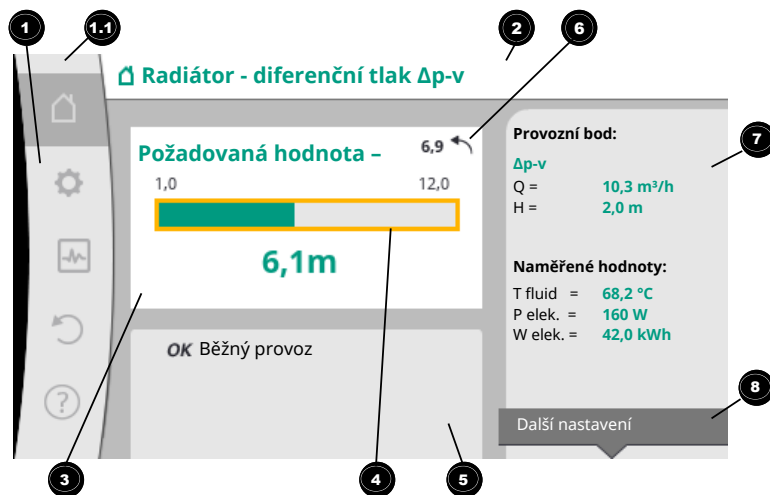 1
1.1
2
6
Radiátor - diferenční tlak Δp-v
Požadovaná hodnota –
6,9
1,0
12,0
6,1m
OK Běžný provoz
Provozní bod:
7
Δp-v
Q = 10,3 m³/h
H = 2,0 m
Naměřené hodnoty:
T fluid = 68,2 °C
P elek. = 160 W
W elek. = 42,0 kWh
8
Další nastavení
?
3
4
5